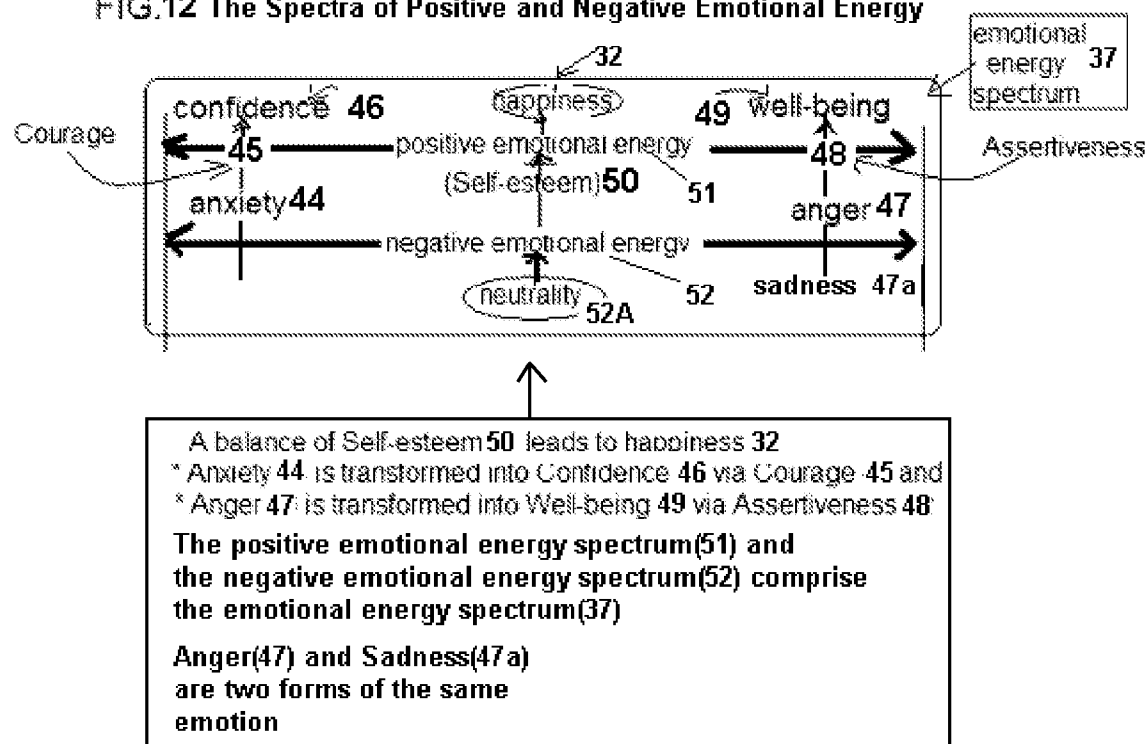 FIG.12 The Spectra of Positive and Negative Emotional Energy
32
emotional
energy 37
spectrum
confidence 46
happiness
49 well-being
Courage
45
positive emotional energy
48
Assertiveness
(Self-esteem)50
51
anxiety 44
anger 47
negative emotional energy
52
sadness 47a
neutrality
52A
A balance of Self-esteem 50 leads to happiness 32
* Anxiety 44 is transformed into Confidence 46 via Courage 45 and
* Anger 47 is transformed into Well-being 49 via Assertiveness 48
The positive emotional energy spectrum(51) and
the negative emotional energy spectrum(52) comprise
the emotional energy spectrum(37)
Anger(47) and Sadness(47a)
are two forms of the same
emotion